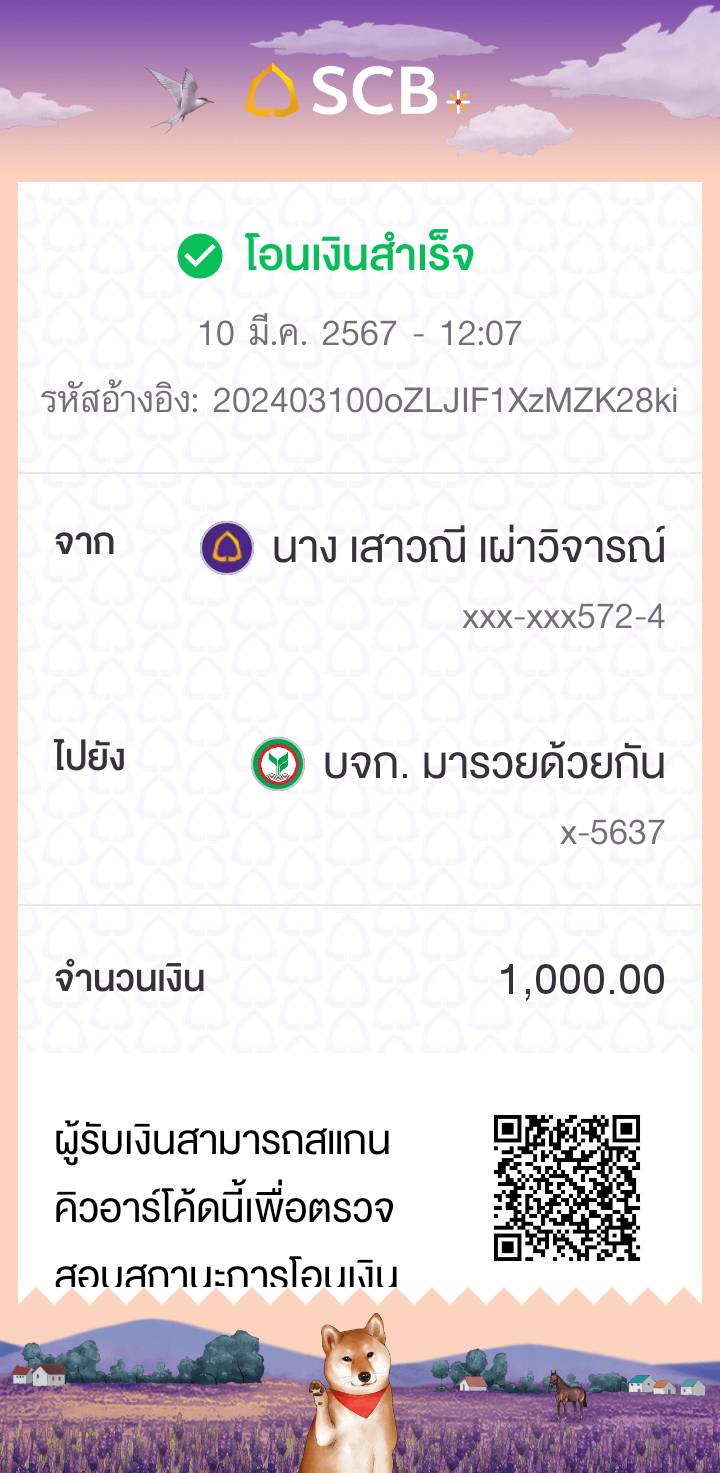 SCB
โอนเงินสำเร็จ
10 มี.ค. 2567 - 12:07
รหัสอ้างอิง: 202403100oZLJIF1XzMZK28ki
จาก นาง เสาวณี เผ่าวิจารณ์
xxx-xxx572-4
ไปยัง บจก. มารวยด้วยกัน
x-5637
จำนวนเงิน 1,000.00
ผู้รับเงินสามารถสแกน
คิวอาร์โค้ดนี้เพื่อตรวจ
สอบสถานะการโอนเงิน